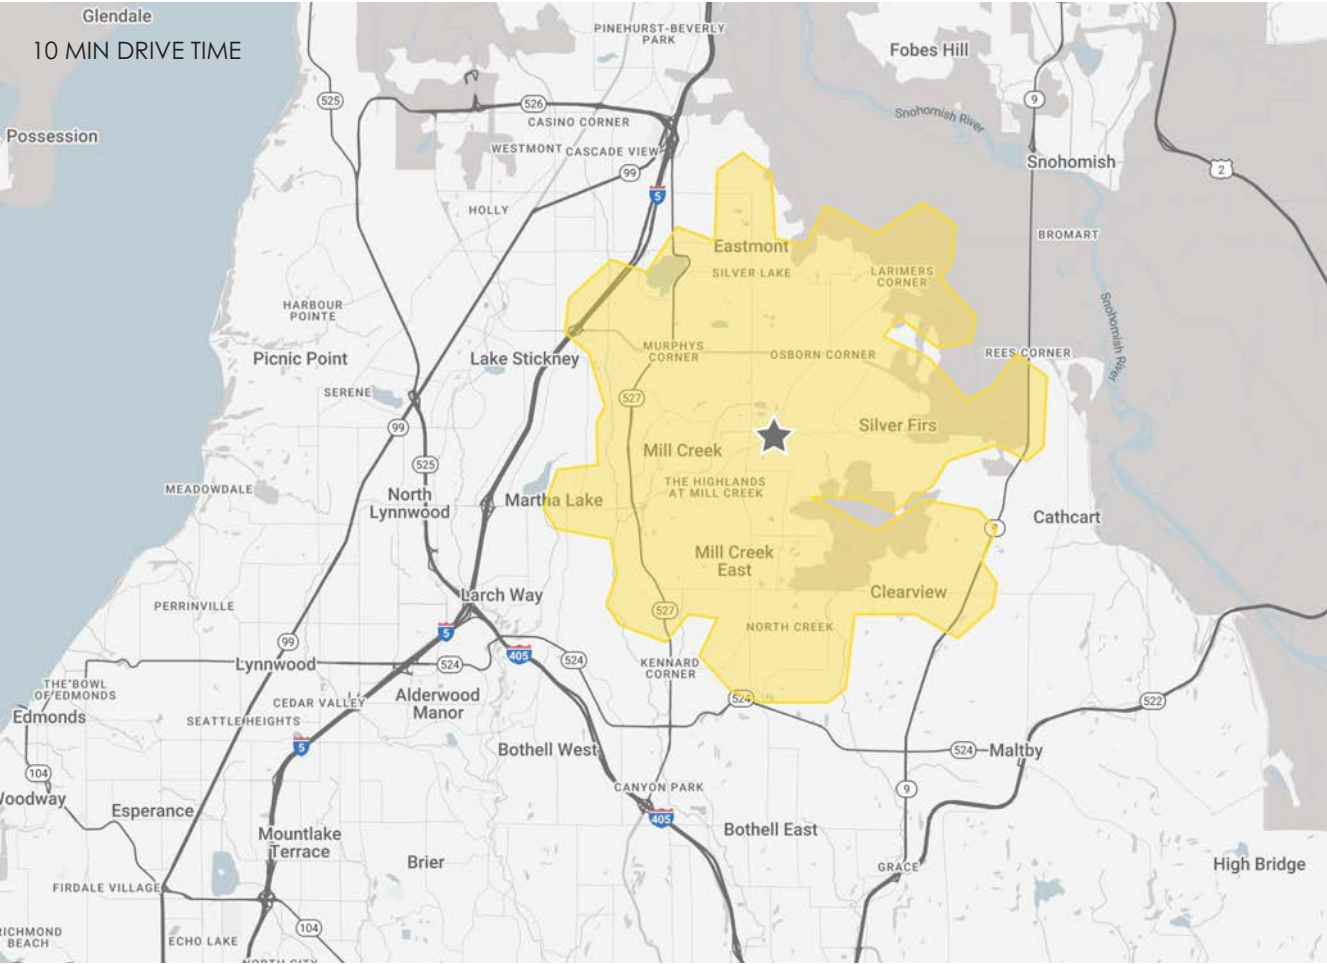 Glendale
10 MIN DRIVE TIME
PINEHURST-BEVERLY
PARK
Fobes Hill
525
526
9
CASINO CORNER
Snohomish River
Possession
WESTMONT
CASCADE VIEW
99
Snohomish
2
5
HOLLY
BROMART
Eastmont
SILVER LAKE
LARIMERS
CORNER
HARBOUR
POINTE
Snohomish River
Picnic Point
Lake Stickney
MURPHYS
CORNER
OSBORN CORNER
REES CORNER
SERENE
527
99
Silver Firs
Mill Creek
525
THE HIGHLANDS
AT MILL CREEK
MEADOWDALE
North
Lynnwood
Martha Lake
Cathcart
Mill Creek
East
Clearview
Larch Way
PERRINVILLE
527
NORTH CREEK
5
99
405
524
524
Lynnwood
KENNARD
CORNER
THE BOWL
OF EDMONDS
Alderwood
Manor
CEDAR VALLEY
524
522
Edmonds
SEATTLE HEIGHTS
5
Bothell West
524
Maltby
104
CANYON PARK
9
Woodway
Esperance
405
Bothell East
Mountlake
Terrace
Brier
GRACE
High Bridge
FIRDALE VILLAGE
104
RICHMOND
BEACH
ECHO LAKE
NORTH CITY